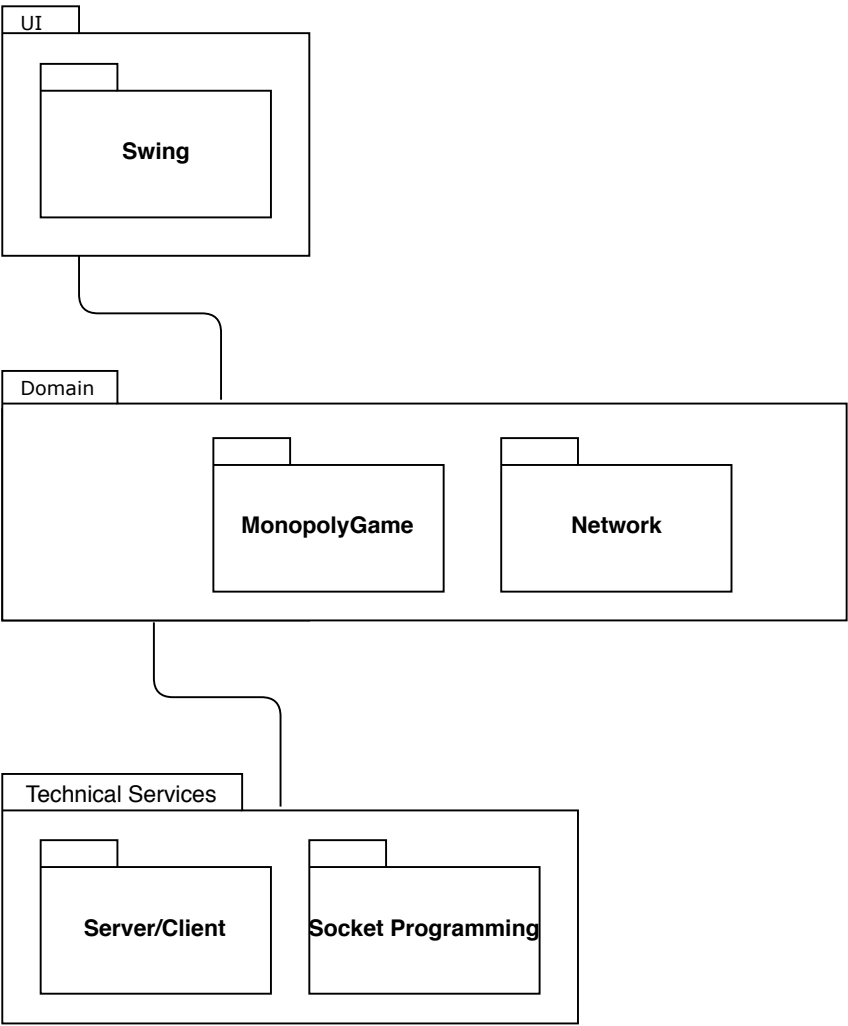 UI
Swing
Domain
MonopolyGame
Network
Technical Services
Server/Client
Socket Programming